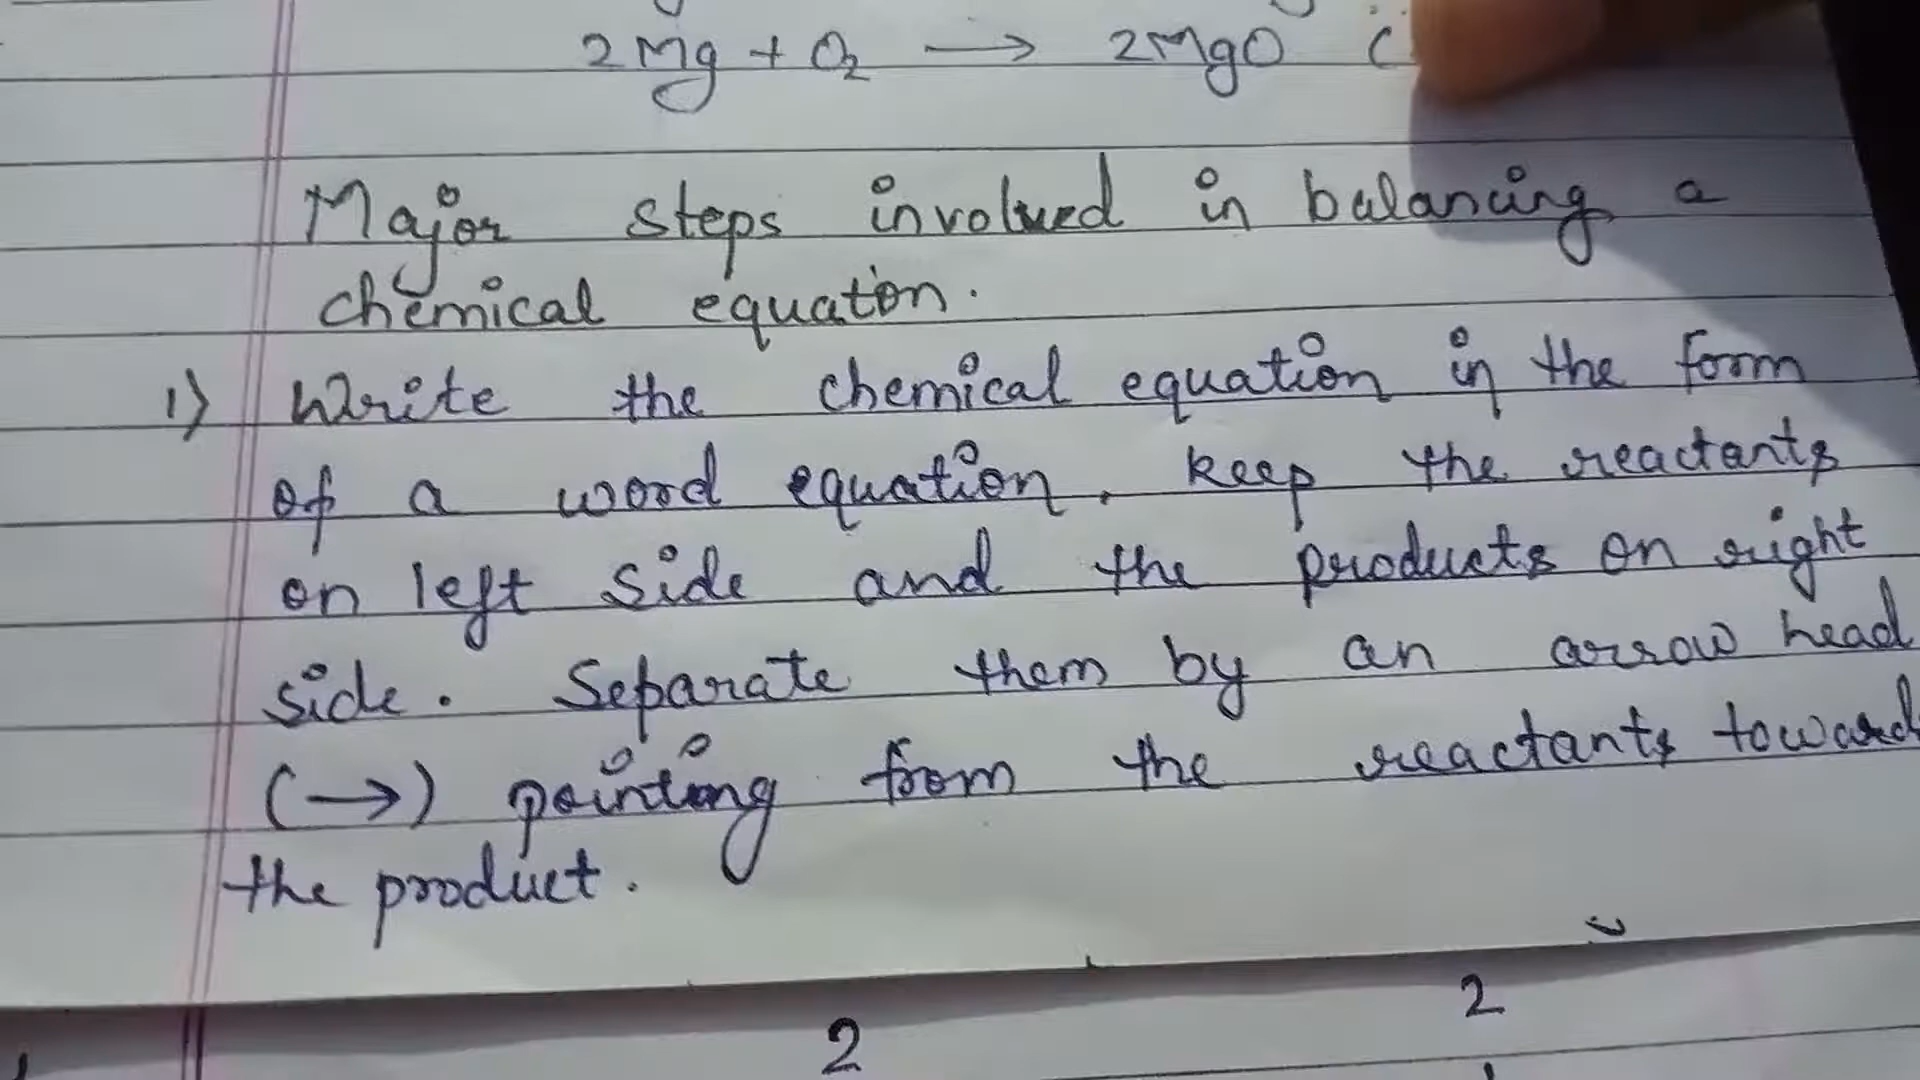 2Mg + O₂ → 2MgO (
Major steps involved in balancing a
chemical equaton.
1) Write the chemical equation in the form
of a word equation, keep the reactants
on left side and the products on right
side. Separate them by an arrow head
(→) pointing from the reactants toward
the product.
2
2